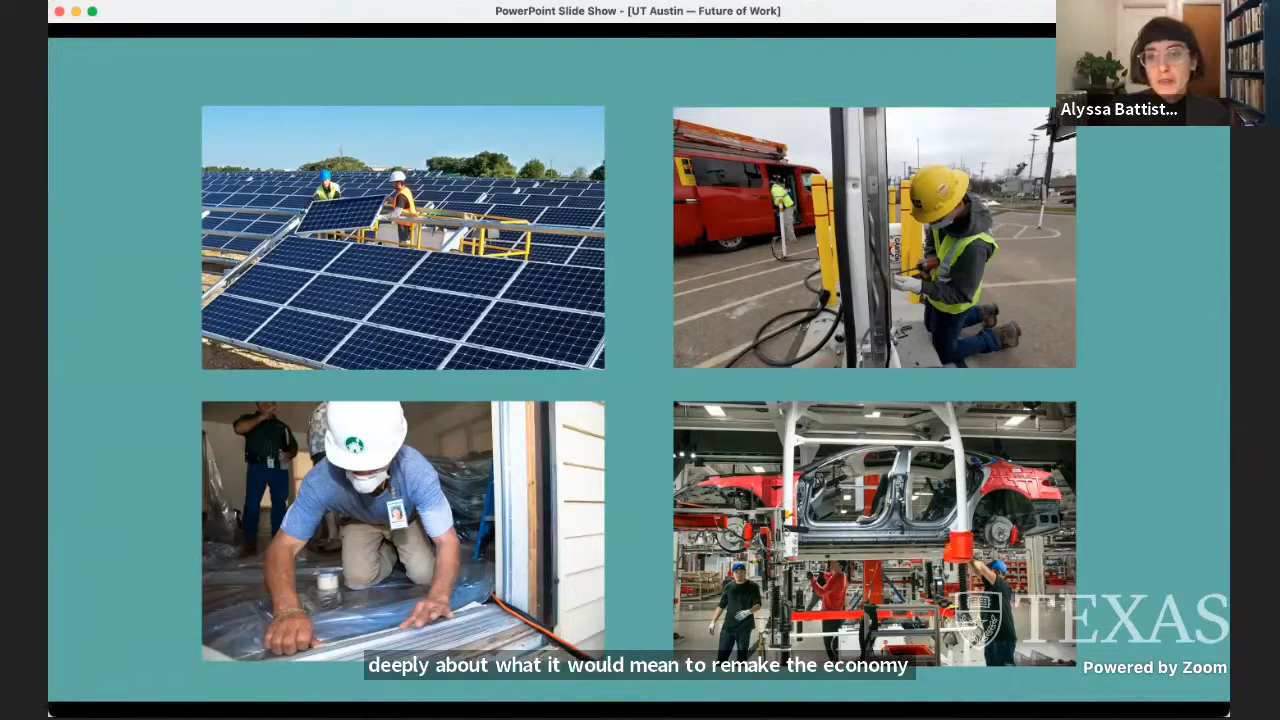 PowerPoint Slide Show - [UT Austin — Future of Work]
Alyssa Battist...
TEXAS
deeply about what it would mean to remake the economy
Powered by Zoom